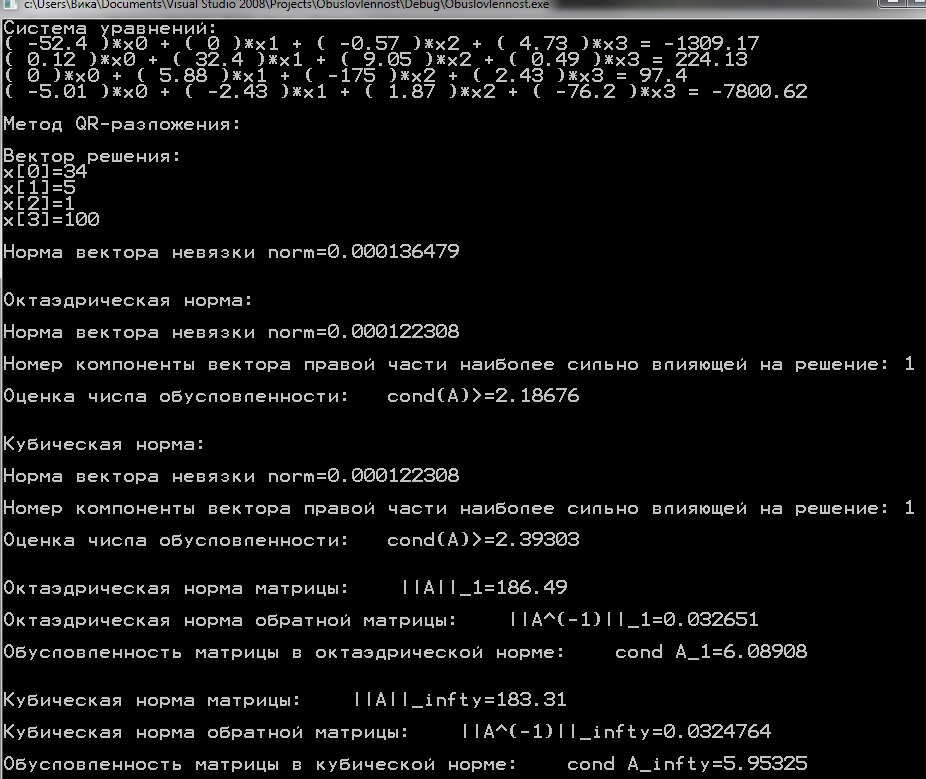 c:\Users\Вика\Documents\Visual Studio 2008\Projects\Obuslovlennost\Debug\Obuslovlennost.exe
Система уравнений:
( -52.4 )*x0 + ( 0 )*x1 + ( -0.57 )*x2 + ( 4.73 )*x3 = -1309.17
( 0.12 )*x0 + ( 32.4 )*x1 + ( 9.05 )*x2 + ( 0.49 )*x3 = 224.13
( 0 )*x0 + ( 5.88 )*x1 + ( -175 )*x2 + ( 2.43 )*x3 = 97.4
( -5.01 )*x0 + ( -2.43 )*x1 + ( 1.87 )*x2 + ( -76.2 )*x3 = -7800.62
Метод QR-разложения:
Вектор решения:
x[0]=34
x[1]=5
x[2]=1
x[3]=100
Норма вектора невязки norm=0.000136479
Октаэдрическая норма:
Норма вектора невязки norm=0.000122308
Номер компоненты вектора правой части наиболее сильно влияющей на решение: 1
Оценка числа обусловленности: cond(A)>=2.18676
Кубическая норма:
Норма вектора невязки norm=0.000122308
Номер компоненты вектора правой части наиболее сильно влияющей на решение: 1
Оценка числа обусловленности: cond(A)>=2.39303
Октаэдрическая норма матрицы: ||A||_1=186.49
Октаэдрическая норма обратной матрицы: ||A^(-1)||_1=0.032651
Обусловленность матрицы в октаэдрической норме: cond A_1=6.08908
Кубическая норма матрицы: ||A||_infty=183.31
Кубическая норма обратной матрицы: ||A^(-1)||_infty=0.0324764
Обусловленность матрицы в кубической норме: cond A_infty=5.95325